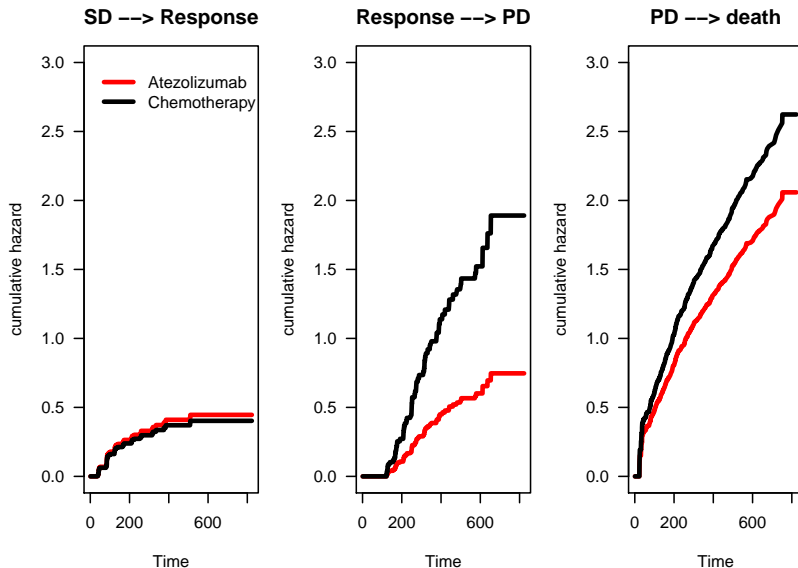 SD −−> Response
3.0
2.5
2.0
1.5
1.0
0.5
0.0
cumulative hazard
Atezolizumab
Chemotherapy
0 200 600
Time
Response −−> PD
3.0
2.5
2.0
1.5
1.0
0.5
0.0
cumulative hazard
0 200 600
Time
PD −−> death
3.0
2.5
2.0
1.5
1.0
0.5
0.0
cumulative hazard
0 200 600
Time